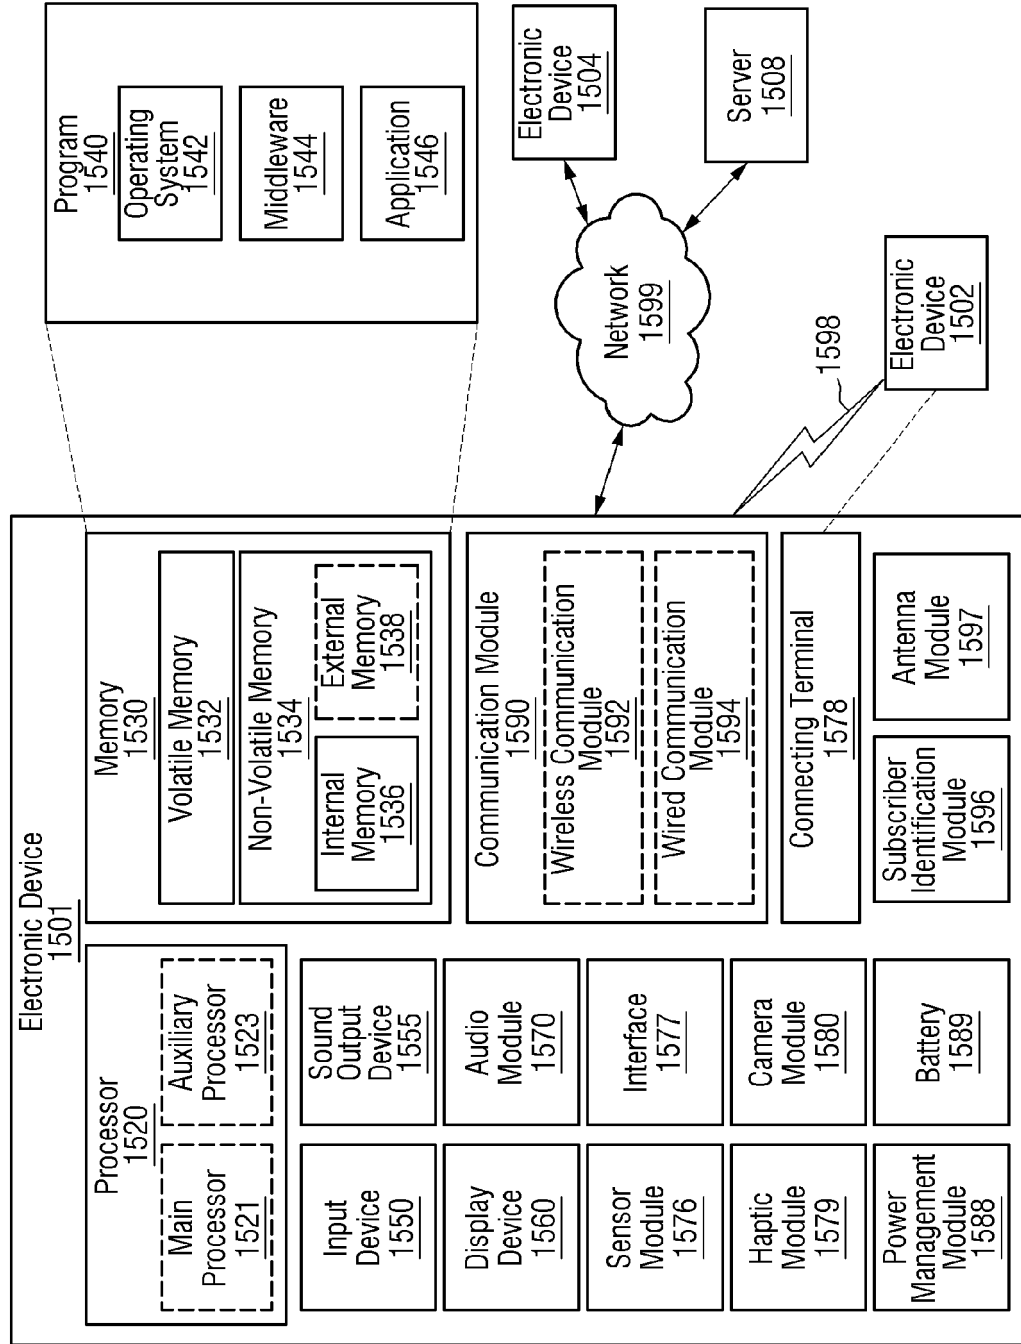 Electronic Device
1501
Processor
1520
Main
Processor
1521
Auxiliary
Processor
1523
Input
Device
1550
Sound
Output
Device
1555
Display
Device
1560
Audio
Module
1570
Sensor
Module
1576
Interface
1577
Haptic
Module
1579
Camera
Module
1580
Power
Management
Module
1588
Battery
1589
Memory
1530
Volatile Memory
1532
Non-Volatile Memory
1534
Internal
Memory
1536
External
Memory
1538
Communication Module
1590
Wireless Communication
Module
1592
Wired Communication
Module
1594
Connecting Terminal
1578
Subscriber
Identification
Module
1596
Antenna
Module
1597
Program
1540
Operating
System
1542
Middleware
1544
Application
1546
Network
1599
Electronic
Device
1504
Server
1508
1598
Electronic
Device
1502